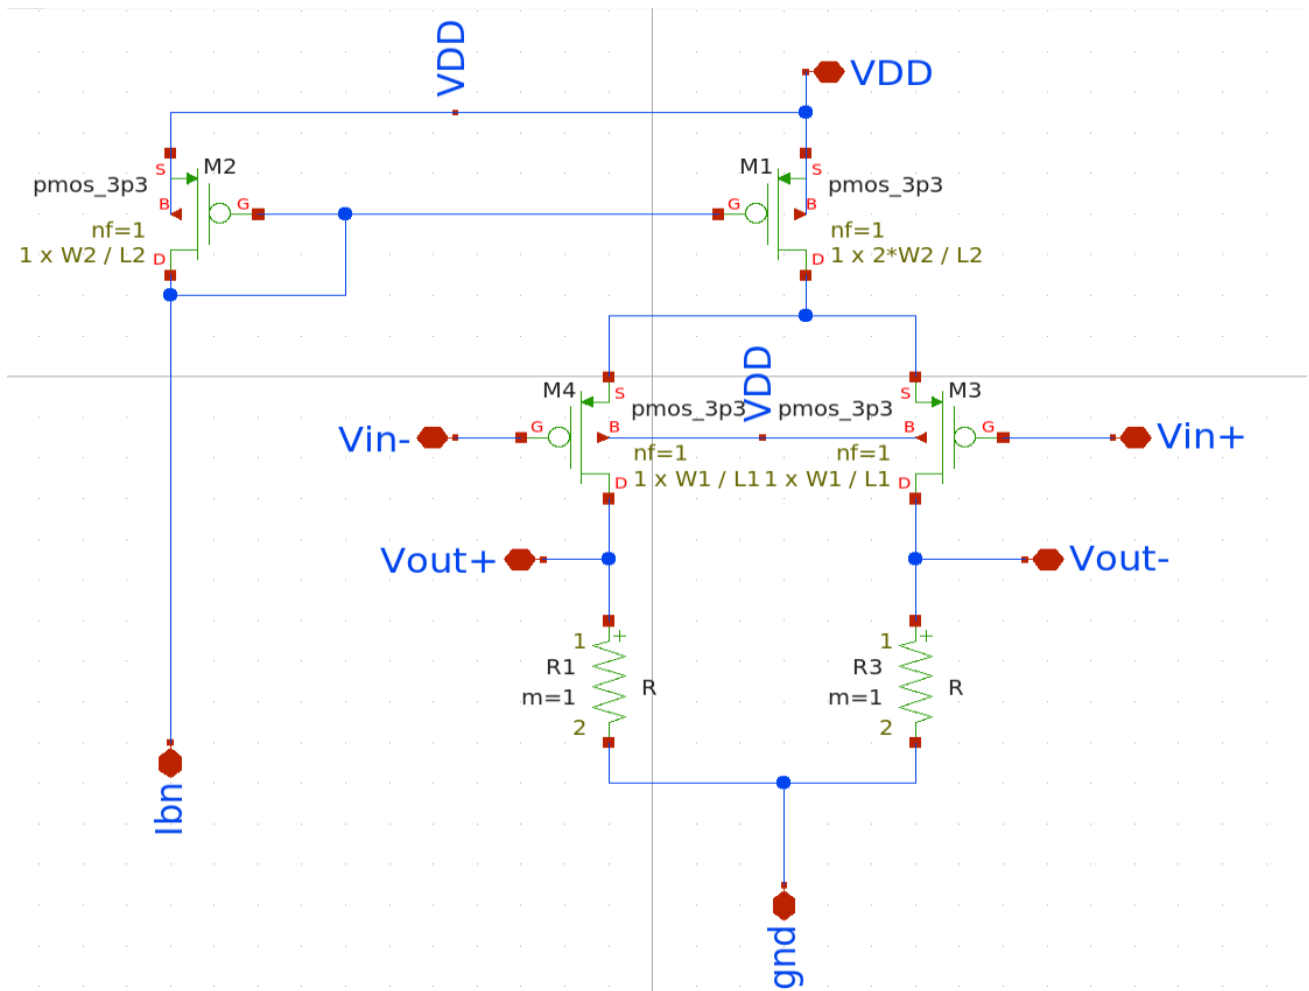 VDD
VDD
S
M2
pmos_3p3
B
G
nf=1
1 x W2 / L2
D
M1
S
pmos_3p3
G
B
nf=1
D
1 x 2*W2 / L2
VDD
M4
S
pmos_3p3
Vin-
G
B
nf=1
1 x W1 / L1
D
M3
S
pmos_3p3
B
G
Vin+
nf=1
1 x W1 / L1
D
Vout+
Vout-
1
+
R1
R
m=1
2
1
+
R3
R
m=1
2
Ibn
gnd